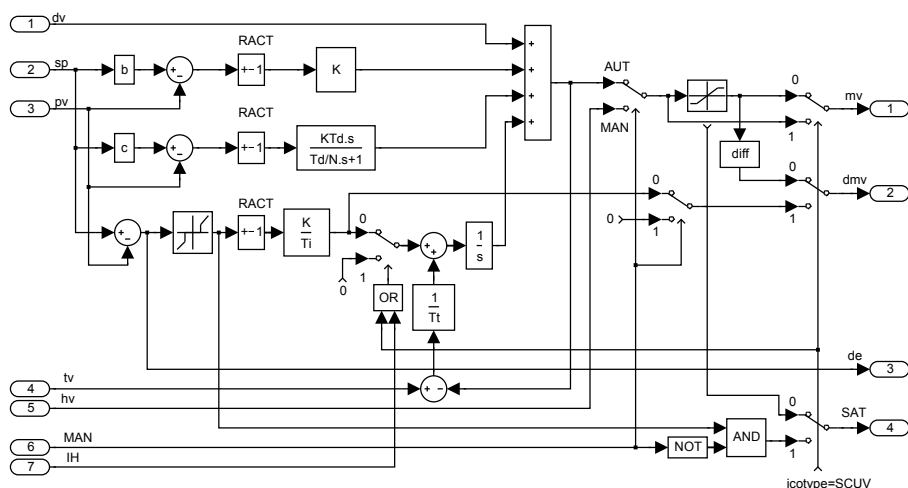 1 dv
2 sp
3 pv
b
+-
RACT
+-1
K
c
+-
RACT
+-1
KTd.s
Td/N.s+1
+-
RACT
+-1
K
Ti
0
1
0
OR
+
+
1
Tt
1
s
+
+
+
+
AUT
MAN
diff
0
1
mv
1
0
1
dmv
2
0
0
1
4 tv
+ -
de
3
5 hv
6 MAN
7 IH
NOT
AND
0
1
SAT
4
icotype=SCUV